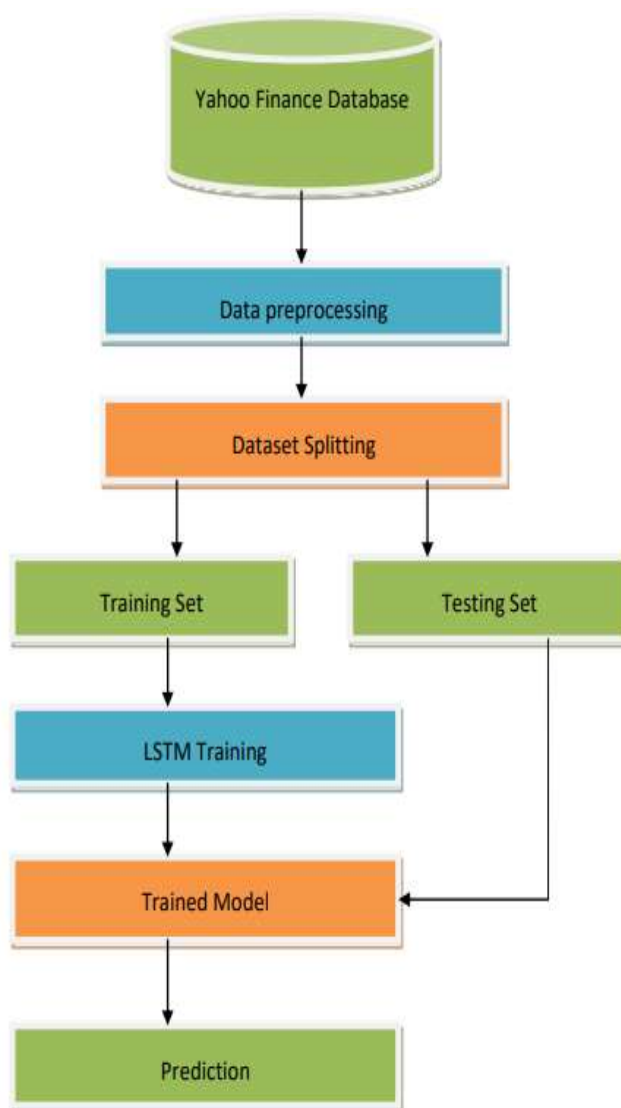 Yahoo Finance Database
Data preprocessing
Dataset Splitting
Training Set
Testing Set
LSTM Training
Trained Model
Prediction